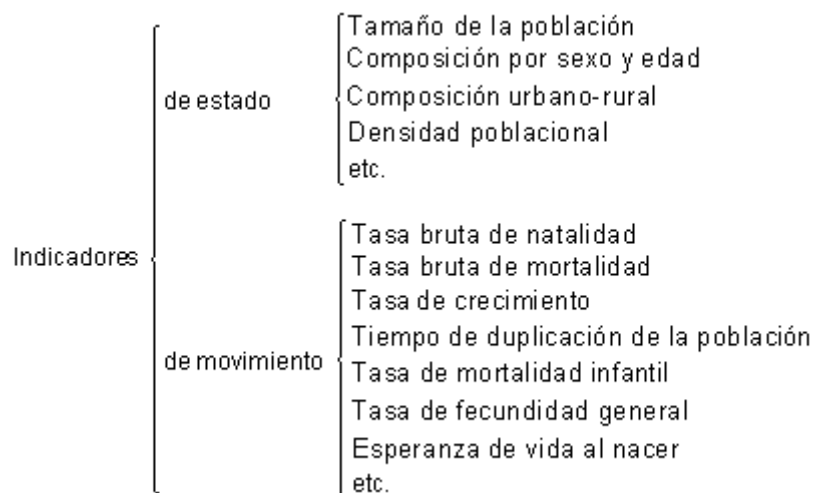 Indicadores
de estado
Tamaño de la población
Composición por sexo y edad
Composición urbano-rural
Densidad poblacional
etc.
de movimiento
Tasa bruta de natalidad
Tasa bruta de mortalidad
Tasa de crecimiento
Tiempo de duplicación de la población
Tasa de mortalidad infantil
Tasa de fecundidad general
Esperanza de vida al nacer
etc.